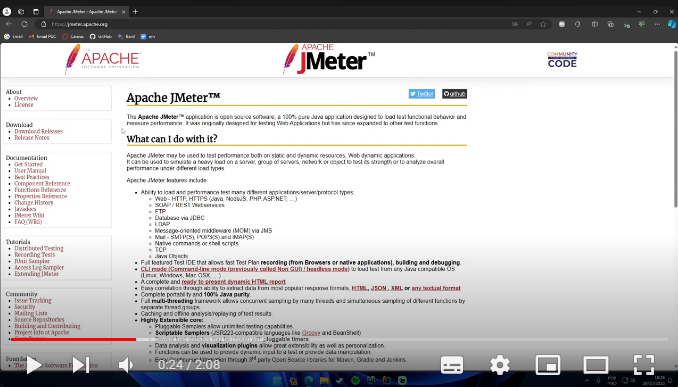 Apache JMeter - Apache JMeter
https://jmeter.apache.org
Gmail
Canvas
GitHub
Bard
THE
APACHE
SOFTWARE FOUNDATION
APACHE
JMeter™
COMMUNITY
CODE
About
Overview
License
Download
Download Releases
Release Notes
Documentation
Get Started
User Manual
Best Practices
Component Reference
Functions Reference
Properties Reference
Change History
Javadocs
JMeter Wiki
FAQ (Wiki)
Tutorials
Distributed Testing
Recording Tests
JUnit Sampler
Access Log Sampler
Extending JMeter
Community
Issue Tracking
Security
Mailing Lists
Source Repositories
Building and Contributing
Project info at Apache
Foundation
Apache JMeter™
Twitter
github
The Apache JMeter™ application is open source software, a 100% pure Java application designed to load test functional behavior and
measure performance. It was originally designed for testing Web Applications but has since expanded to other test functions.
What can I do with it?
Apache JMeter may be used to test performance both on static and dynamic resources, Web dynamic applications.
It can be used to simulate a heavy load on a server, group of servers, network or object to test its strength or to analyze overall
performance under different load types.
Apache JMeter features include:
Ability to load and performance test many different applications/server/protocol types:
Web - HTTP, HTTPS (Java, NodeJS, PHP, ASP.NET, …)
SOAP / REST Webservices
FTP
Database via JDBC
LDAP
Message-oriented middleware (MOM) via JMS
Mail - SMTP(S), POP3(S) and IMAP(S)
Native commands or shell scripts
TCP
Java Objects
Full featured Test IDE that allows fast Test Plan recording (from Browsers or native applications), building and debugging.
CLI mode (Command-line mode (previously called Non GUI) / headless mode) to load test from any Java compatible OS
(Linux, Windows, Mac OSX, …)
A complete and ready to present dynamic HTML report
Easy correlation through ability to extract data from most popular response formats, HTML, JSON , XML or any textual format
Complete portability and 100% Java purity.
Full multi-threading framework allows concurrent sampling by many threads and simultaneous sampling of different functions by
separate thread groups.
Caching and offline analysis/replaying of test results.
Highly Extensible core:
Pluggable Samplers allow unlimited testing capabilities.
Scriptable Samplers (JSR223-compatible languages like Groovy and BeanShell)
pluggable timers.
Data analysis and visualization plugins allow great extensibility as well as personalization.
Functions can be used to provide dynamic input to a test or provide data manipulation.
through 3rd party Open Source libraries for Maven, Gradle and Jenkins.
0:24 / 2:08